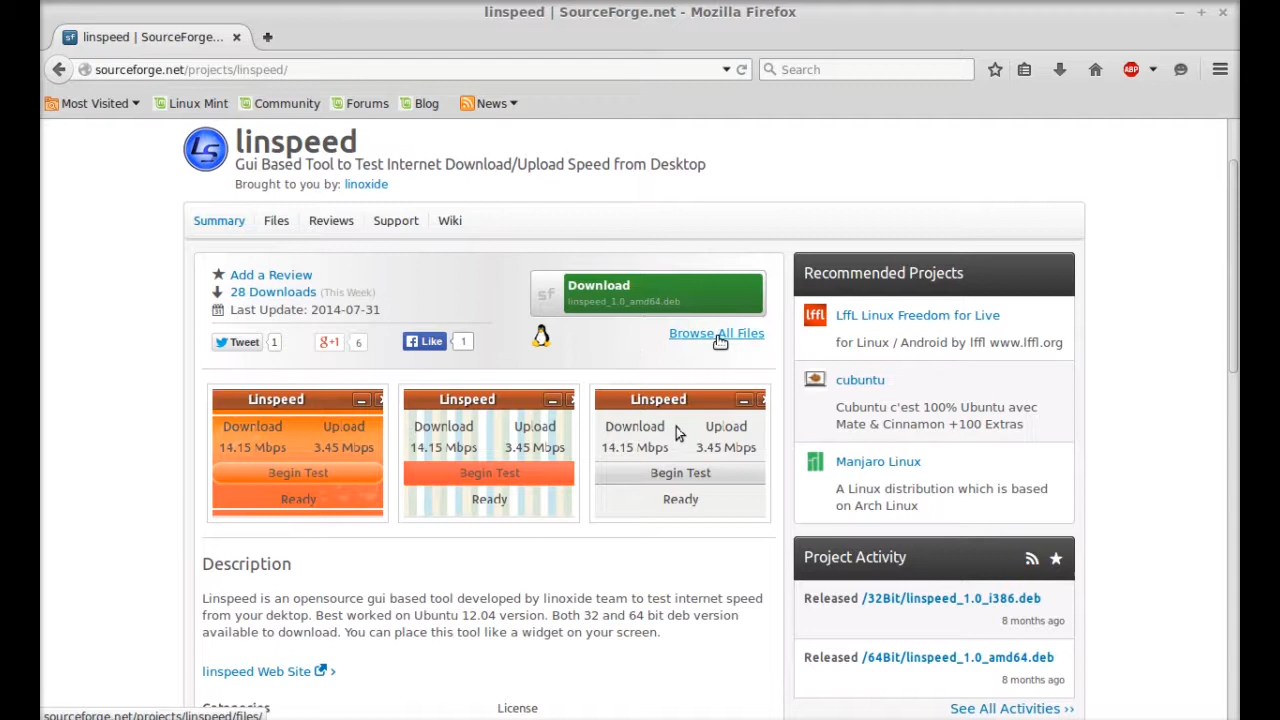 linspeed | SourceForge.net - Mozilla Firefox
sf linspeed | SourceForge...
sourceforge.net/projects/linspeed/
Search
ABP
Most Visited
Linux Mint
Community
Forums
Blog
News
LS
linspeed
Gui Based Tool to Test Internet Download/Upload Speed from Desktop
Brought to you by: linoxide
Summary Files Reviews Support Wiki
Add a Review
28 Downloads (This Week)
Last Update: 2014-07-31
Tweet 1
g+1 6
Like 1
sf
Download
linspeed_1.0_amd64.deb
Browse All Files
Linspeed
Download Upload
14.15 Mbps 3.45 Mbps
Begin Test
Ready
Linspeed
Download Upload
14.15 Mbps 3.45 Mbps
Begin Test
Ready
Linspeed
Download Upload
14.15 Mbps 3.45 Mbps
Begin Test
Ready
Description
Linspeed is an opensource gui based tool developed by linoxide team to test internet speed
from your dektop. Best worked on Ubuntu 12.04 version. Both 32 and 64 bit deb version
available to download. You can place this tool like a widget on your screen.
linspeed Web Site ›
Categories
License
Recommended Projects
lffl
LffL Linux Freedom for Live
for Linux / Android by lffl www.lffl.org
cubuntu
Cubuntu c'est 100% Ubuntu avec
Mate & Cinnamon +100 Extras
Manjaro Linux
A Linux distribution which is based
on Arch Linux
Project Activity
Released /32Bit/linspeed_1.0_i386.deb
8 months ago
Released /64Bit/linspeed_1.0_amd64.deb
8 months ago
See All Activities ››
sourceforge.net/projects/linspeed/files/